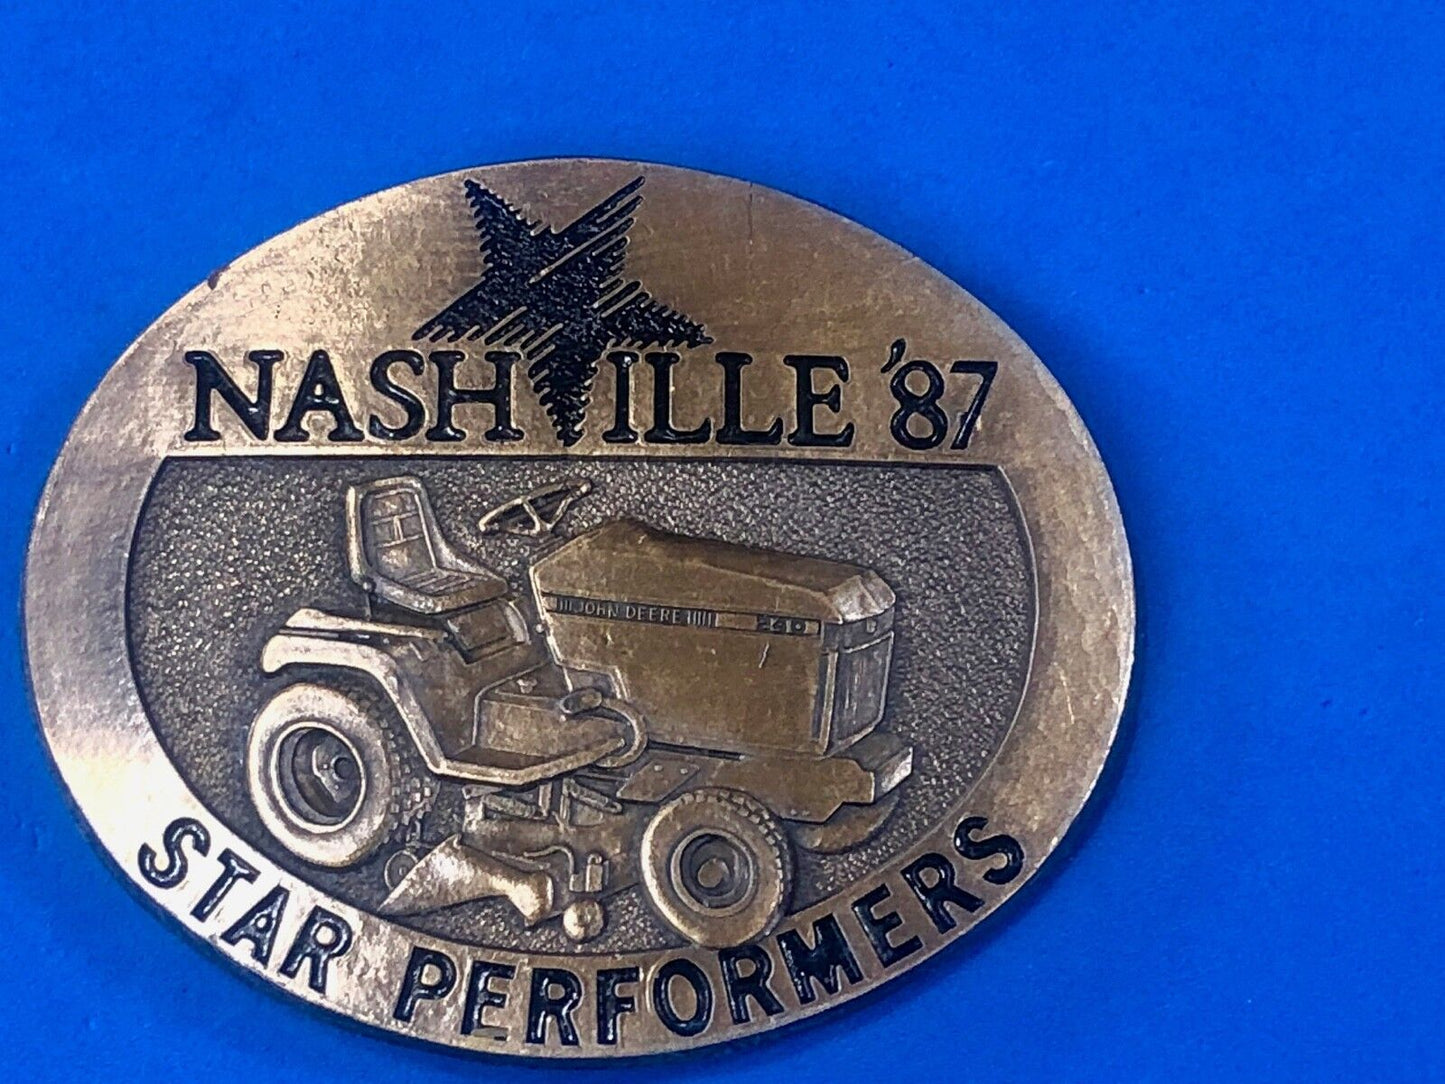 NASHVILLE '87
JOHN DEERE
STAR PERFORMERS